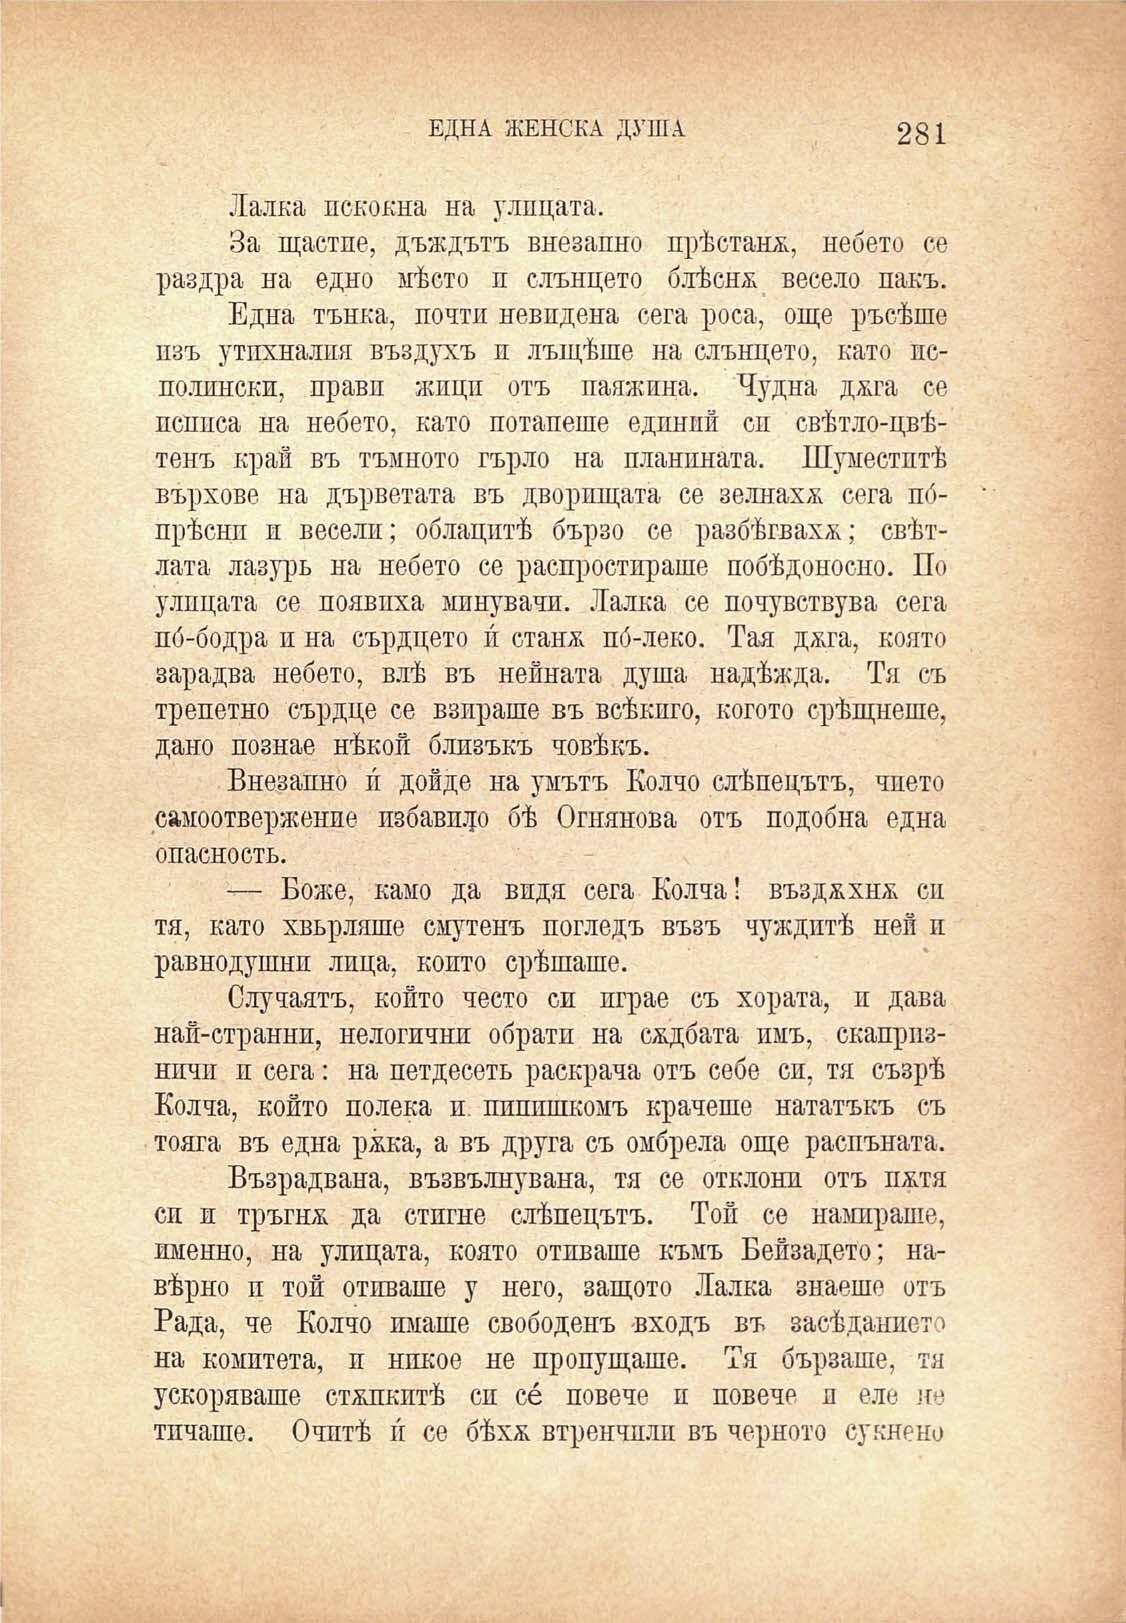 ЕДНА ЖЕНСКА ДУША 281
Лалка искокна на улицата.
За щастие, дъждътъ внезапно прѣстанѫ, небето се
раздра на едно мѣсто и слънцето блѣснѫ весело пакъ.
Една тънка, почти невидена сега роса, още ръсѣше
изъ утихналия въздухъ и лъщѣше на слънцето, като ис-
полински, прави жици отъ паяжина. Чудна дѫга се
исписа на небето, като потапеше единий си свѣтло-цвѣ-
тенъ край въ тъмното гърло на планината. Шуместитѣ
върхове на дърветата въ дворищата се зелнахѫ сега по́-
прѣсни и весели; облацитѣ бързо се разбѣгвахѫ; свѣт-
лата лазурь на небето се распростираше побѣдоносно. По
улицата се появиха минувачи. Лалка се почувствува сега
по́-бодра и на сърдцето ѝ станѫ по́-леко. Тая дѫга, която
зарадва небето, влѣ въ нейната душа надѣжда. Тя съ
трепетно сърдце се взираше въ всѣкиго, когото срѣщнеше,
дано познае нѣкой близъкъ човѣкъ.
Внезапно ѝ дойде на умътъ Колчо слѣпецътъ, чието
самоотвержение избавило бѣ Огнянова отъ подобна една
опасность.
— Боже, камо да видя сега Колча! въздѫхнѫ си
тя, като хвьрляше смутенъ погледъ възъ чуждитѣ ней и
равнодушни лица, които срѣшаше.
Случаятъ, който често си играе съ хората, и дава
най-странни, нелогични обрати на сѫдбата имъ, скаприз-
ничи и сега: на петдесеть раскрача отъ себе си, тя съзрѣ
Колча, който полека и пипишкомъ крачеше нататъкъ съ
тояга въ една рѫка, а въ друга съ омбрела още распъната.
Възрадвана, възвълнувана, тя се отклони отъ пѫтя
си и тръгнѫ да стигне слѣпецътъ. Той се намираше,
именно, на улицата, която отиваше къмъ Бейзадето; на-
вѣрно и той отиваше у него, защото Лалка знаеше отъ
Рада, че Колчо имаше свободенъ входъ въ засѣданието
на комитета, и никое не пропущаше. Тя бързаше, тя
ускоряваше стѫпкитѣ си се́ повече и повече и еле не
тичаше. Очитѣ ѝ се бѣхѫ втренчили въ черното сукнено